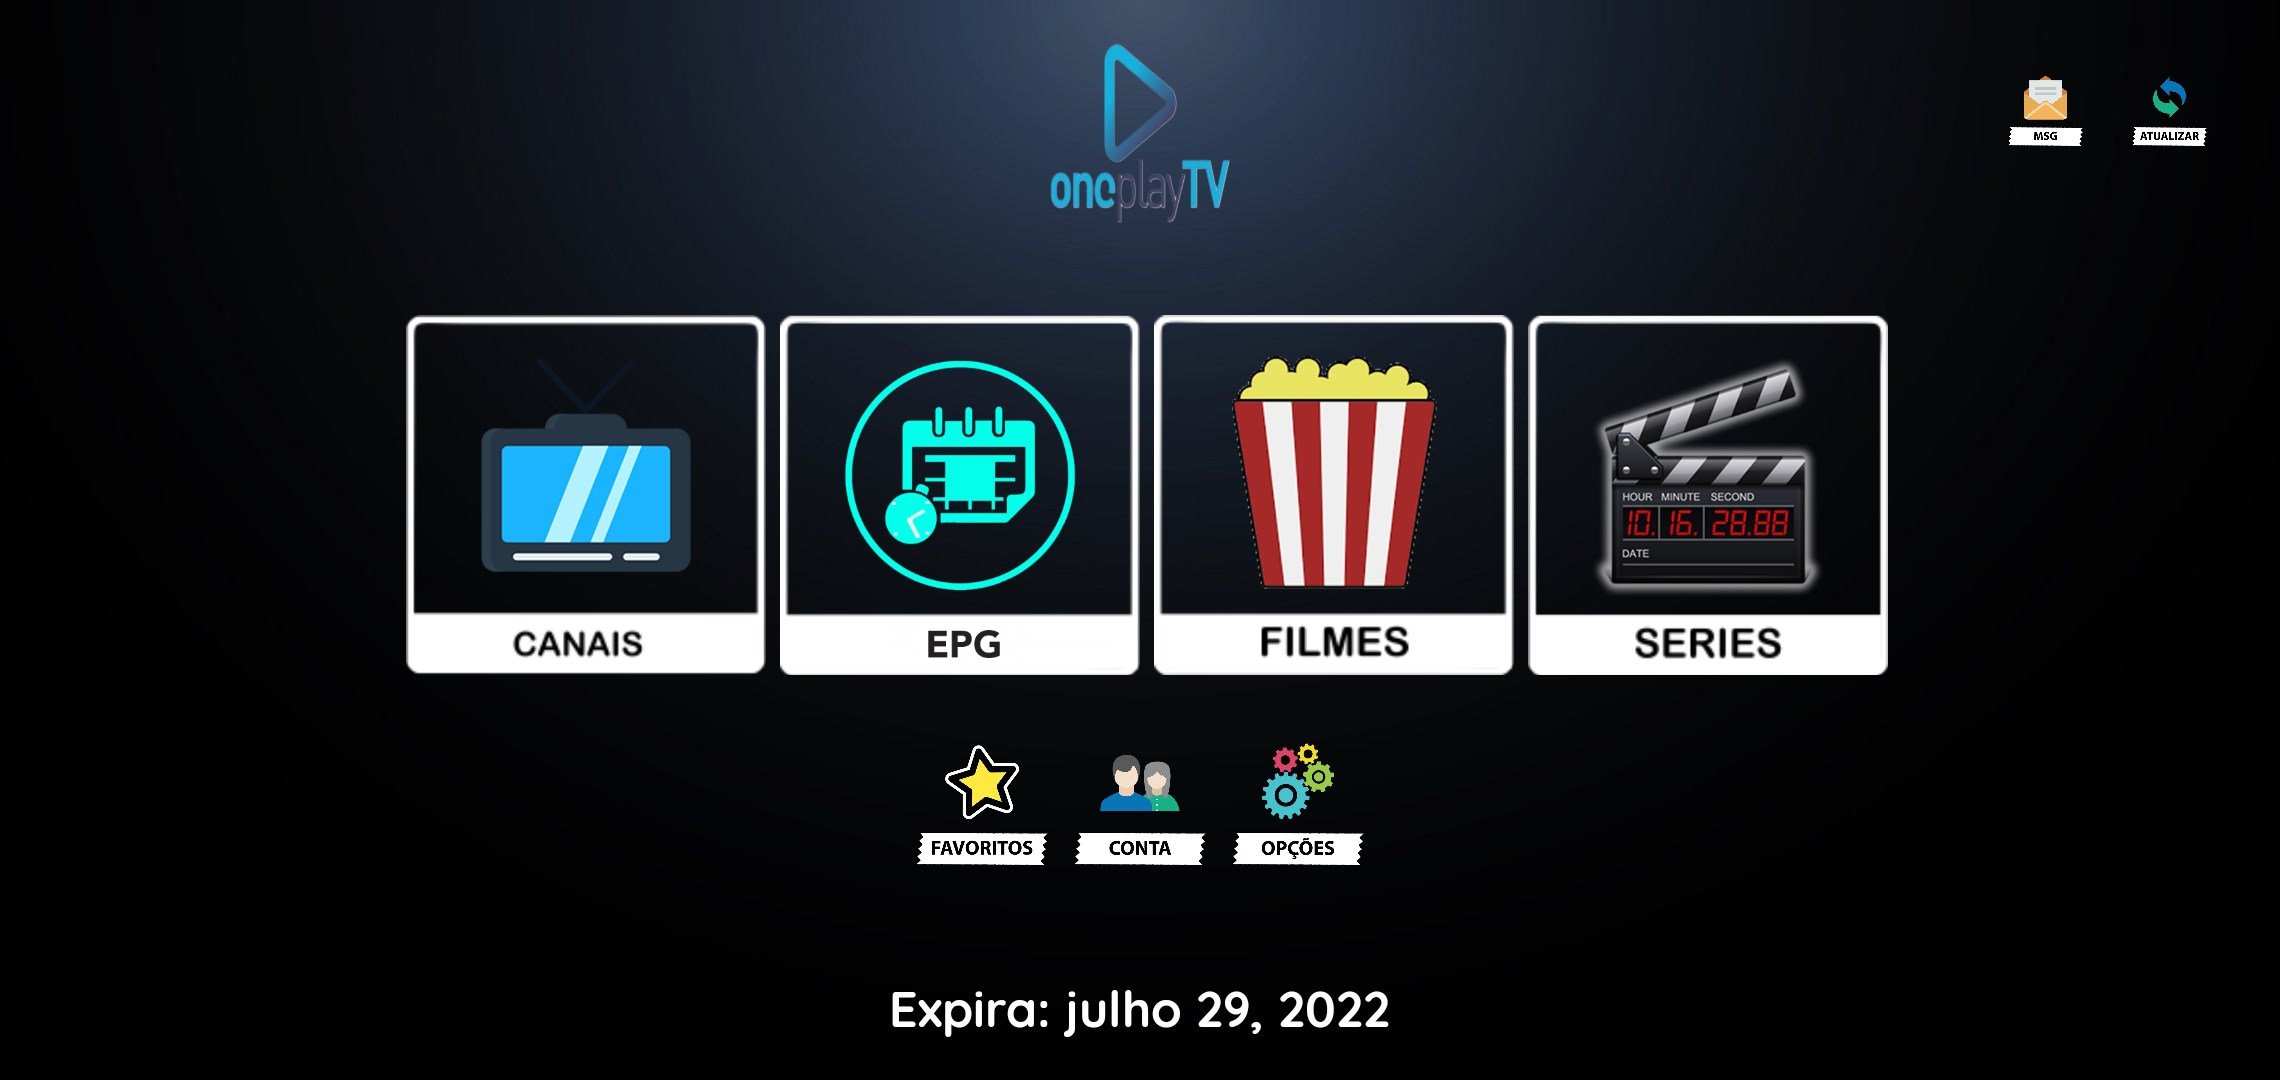 oneplayTV
MSG
ATUALIZAR
HOUR MINUTE SECOND
10. 16. 28.88
DATE
CANAIS
EPG
FILMES
SERIES
FAVORITOS
CONTA
OPÇÕES
Expira: julho 29, 2022